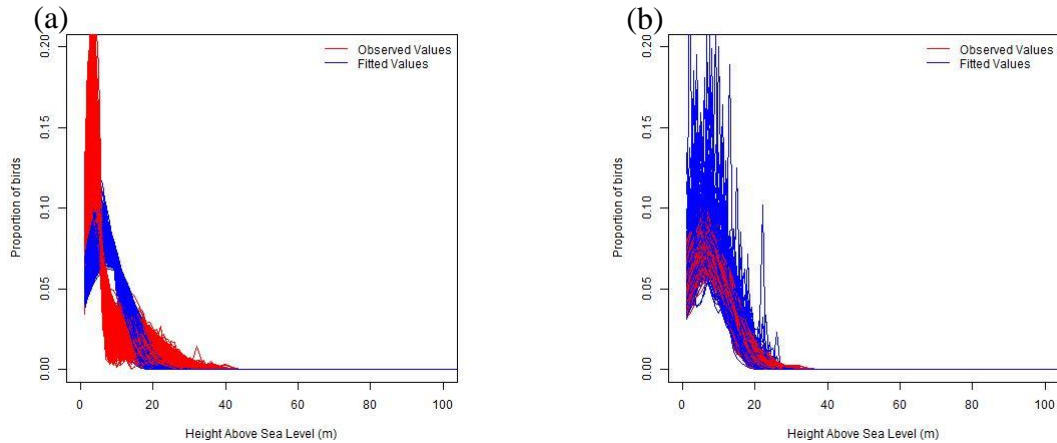 (a)
0.20
0.15
0.10
0.05
0.00
Proportion of birds
Observed Values
Fitted Values
0 20 40 60 80 100
Height Above Sea Level (m)
(b)
0.20
0.15
0.10
0.05
0.00
Proportion of birds
Observed Values
Fitted Values
0 20 40 60 80 100
Height Above Sea Level (m)